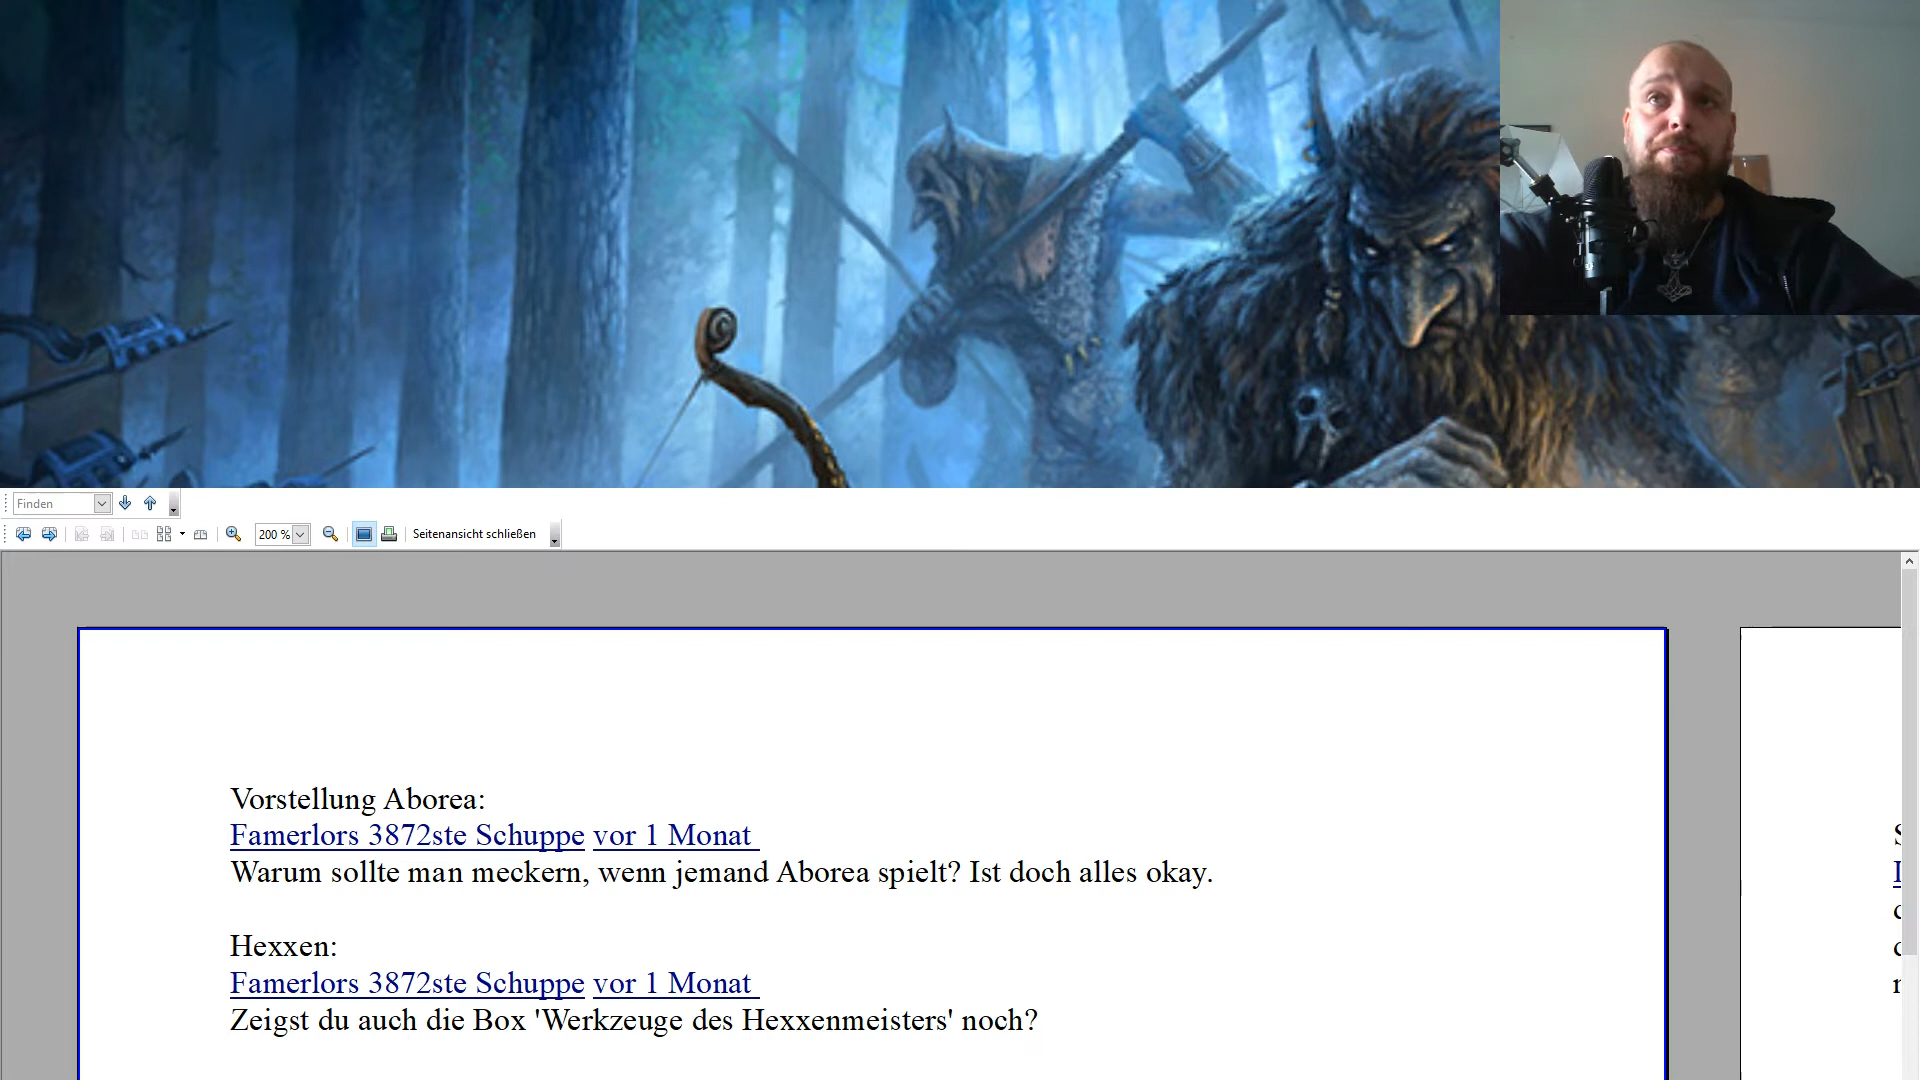 Finden
200 %
Seitenansicht schließen
Vorstellung Aborea:
Famerlors 3872ste Schuppe vor 1 Monat
Warum sollte man meckern, wenn jemand Aborea spielt? Ist doch alles okay.
Hexxen:
Famerlors 3872ste Schuppe vor 1 Monat
Zeigst du auch die Box 'Werkzeuge des Hexxenmeisters' noch?